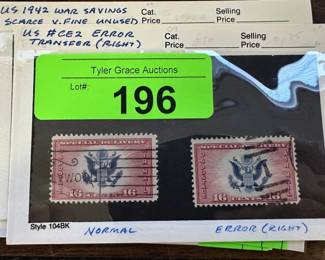 US 1942 WAR SAVINGS
SCARCE V. FINE UNUSED
Cat.
Price
Selling
Price
US #CE2 ERROR
TRANSFER (RIGHT)
Cat.
Price
Selling
Price
Tyler Grace Auctions
Lot#:
196
SPECIAL DELIVERY
16 CENTS 16
SPECIAL DELIVERY
16 CENTS 16
Style 104BK
NORMAL
ERROR (RIGHT)